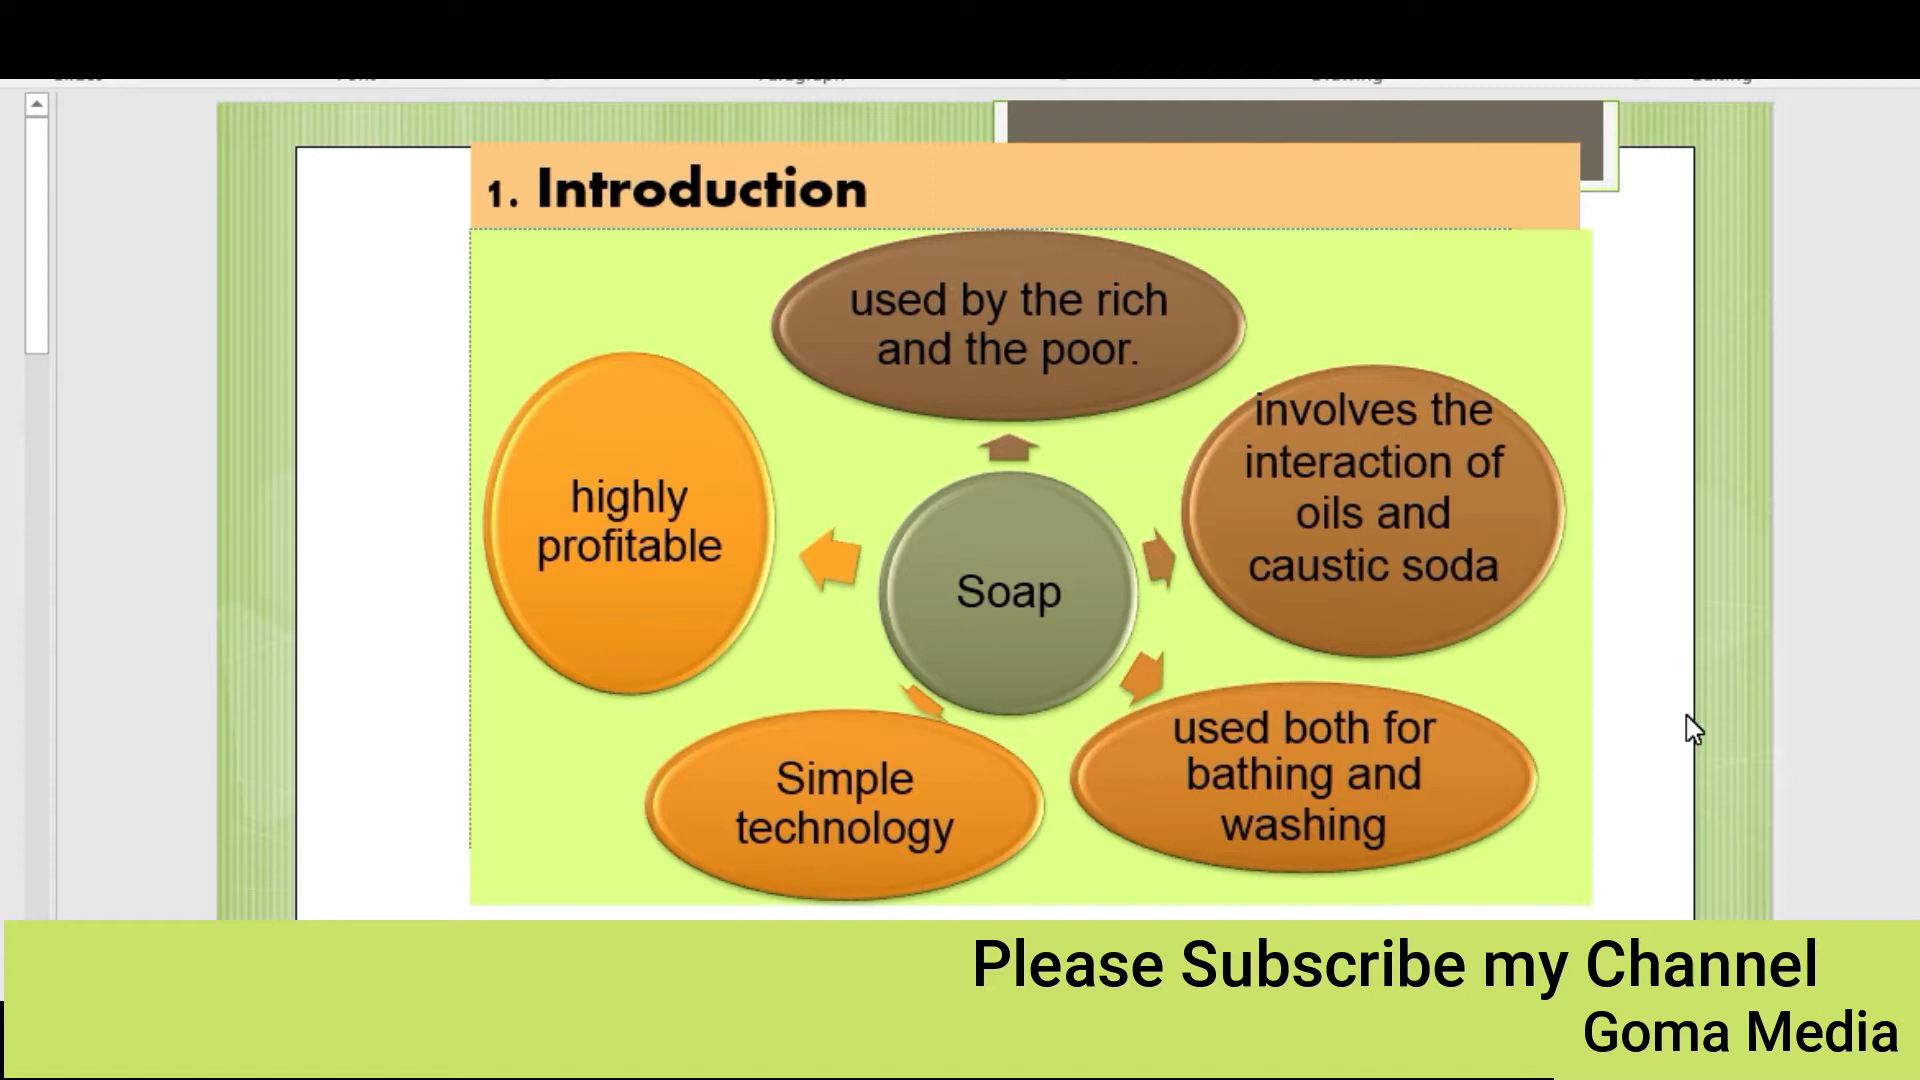 1. Introduction
used by the rich
and the poor.
highly
profitable
involves the
interaction of
oils and
caustic soda
Soap
Simple
technology
used both for
bathing and
washing
Please Subscribe my Channel
Goma Media